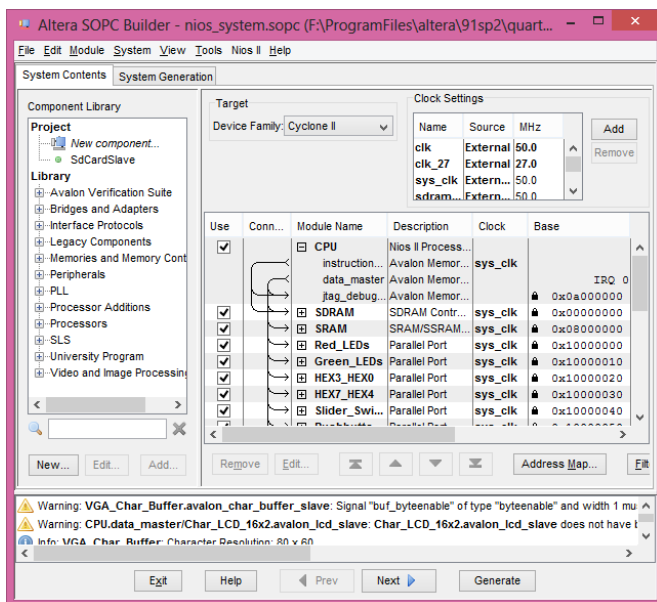 Altera SOPC Builder - nios_system.sopc (F:\ProgramFiles\altera\91sp2\quart...
File Edit Module System View Tools Nios II Help
System Contents System Generation
Component Library
Project
New component...
SdCardSlave
Library
Avalon Verification Suite
Bridges and Adapters
Interface Protocols
Legacy Components
Memories and Memory Cont
Peripherals
PLL
Processor Additions
Processors
SLS
University Program
Video and Image Processing
New... Edit... Add...
Target
Device Family: Cyclone II
Clock Settings
Name Source MHz
clk External 50.0
clk_27 External 27.0
sys_clk Extern... 50.0
sdram... Extern... 50.0
Add
Remove
Use Conn... Module Name Description Clock Base
CPU Nios II Process...
instruction... Avalon Memor... sys_clk
data_master Avalon Memor... IRQ 0
jtag_debug... Avalon Memor... 0x0a000000
SDRAM SDRAM Contr... sys_clk 0x00000000
SRAM SRAM/SSRAM... sys_clk 0x08000000
Red_LEDs Parallel Port sys_clk 0x10000000
Green_LEDs Parallel Port sys_clk 0x10000010
HEX3_HEX0 Parallel Port sys_clk 0x10000020
HEX7_HEX4 Parallel Port sys_clk 0x10000030
Slider_Swi... Parallel Port sys_clk 0x10000040
Remove Edit... Address Map... Filt
Warning: VGA_Char_Buffer.avalon_char_buffer_slave: Signal "buf_byteenable" of type "byteenable" and width 1 mu
Warning: CPU.data_master/Char_LCD_16x2.avalon_lcd_slave: Char_LCD_16x2.avalon_lcd_slave does not have
Info: VGA_Char_Buffer: Character Resolution: 80 x 60
Exit Help Prev Next Generate